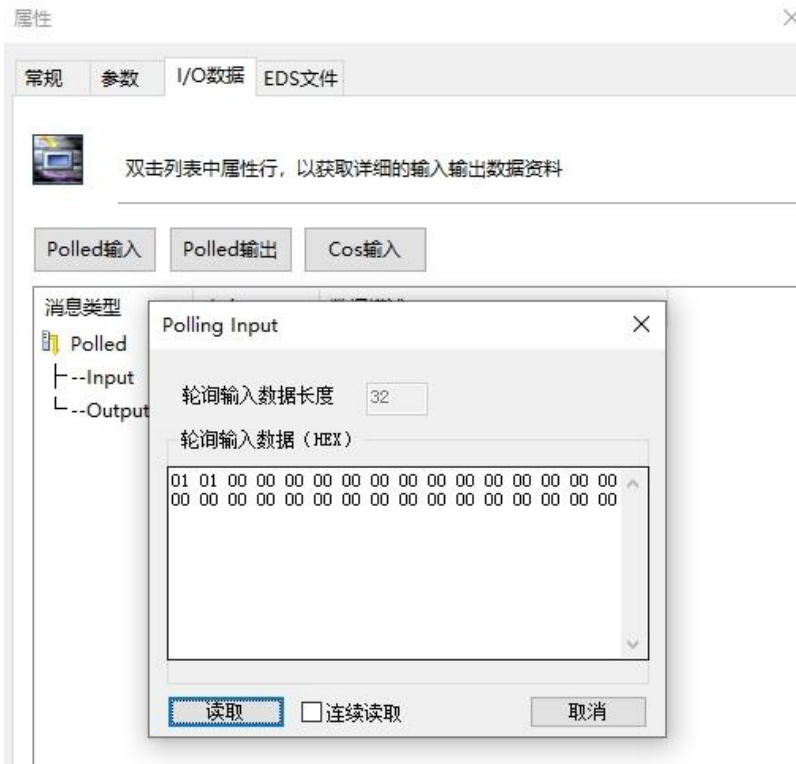 属性
常规 参数 I/O数据 EDS文件
双击列表中属性行，以获取详细的输入输出数据资料
Polled输入 Polled输出 Cos输入
消息类型
Polled
├--Input
└--Output
Polling Input
轮询输入数据长度 32
轮询输入数据（HEX）
01 01 00 00 00 00 00 00 00 00 00 00 00 00 00 00
00 00 00 00 00 00 00 00 00 00 00 00 00 00 00 00
读取 连续读取 取消